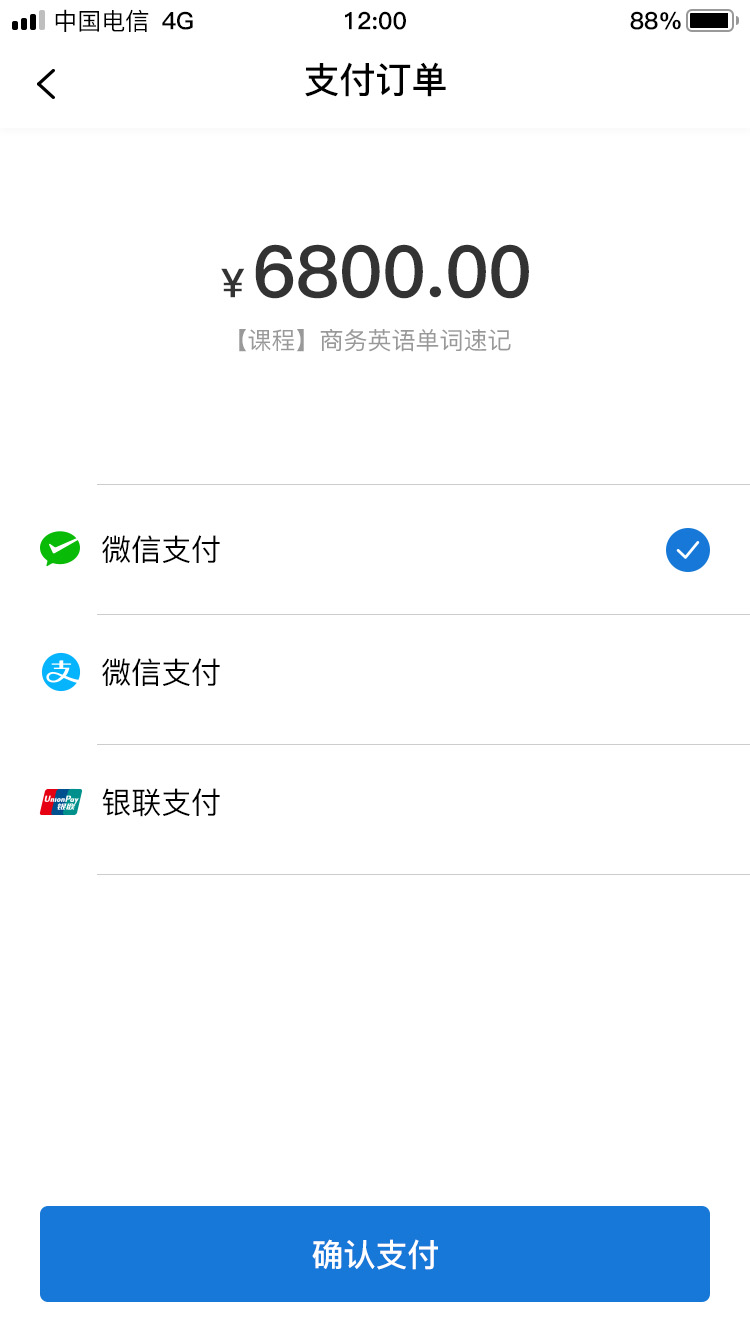 中国电信 4G 12:00 88%
支付订单
¥6800.00
【课程】商务英语单词速记
微信支付
支 微信支付
UnionPay 银联 银联支付
确认支付